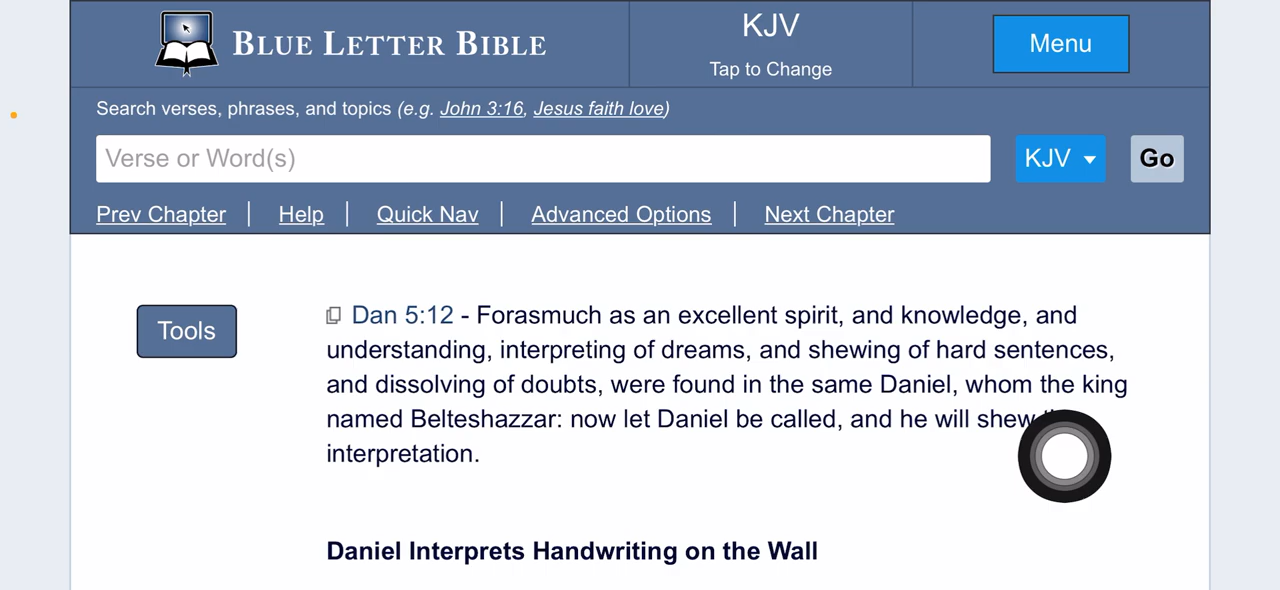 BLUE LETTER BIBLE
KJV
Tap to Change
Menu
Search verses, phrases, and topics (e.g. John 3:16, Jesus faith love)
Verse or Word(s)
KJV
Go
Prev Chapter | Help | Quick Nav | Advanced Options | Next Chapter
Tools
Dan 5:12 - Forasmuch as an excellent spirit, and knowledge, and
understanding, interpreting of dreams, and shewing of hard sentences,
and dissolving of doubts, were found in the same Daniel, whom the king
named Belteshazzar: now let Daniel be called, and he will shew
interpretation.
Daniel Interprets Handwriting on the Wall